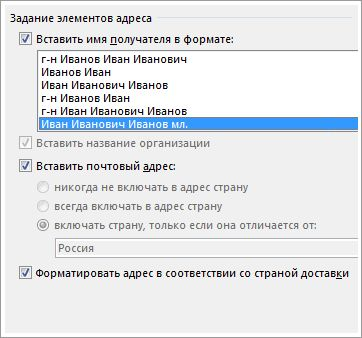 Задание элементов адреса
Вставить имя получателя в формате:
г-н Иванов Иван Иванович
Иванов Иван
Иван Иванович Иванов
г-н Иванов Иван
г-н Иван Иванович Иванов
Иван Иванович Иванов мл.
Вставить название организации
Вставить почтовый адрес:
никогда не включать в адрес страну
всегда включать в адрес страну
включать страну, только если она отличается от:
Россия
Форматировать адрес в соответствии со страной доставки